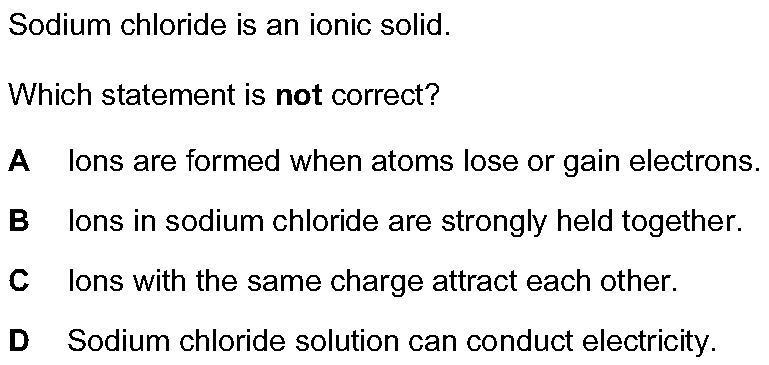 Sodium chloride is an ionic solid.
Which statement is not correct?
A Ions are formed when atoms lose or gain electrons.
B Ions in sodium chloride are strongly held together.
C Ions with the same charge attract each other.
D Sodium chloride solution can conduct electricity.